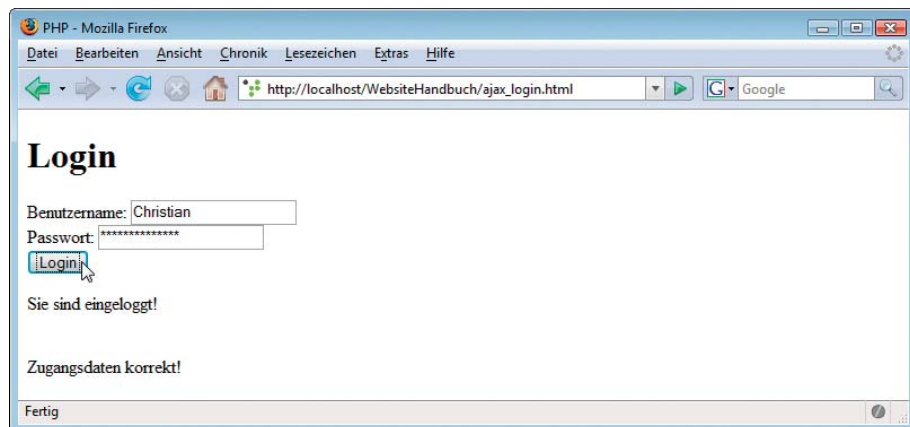 PHP - Mozilla Firefox
Datei Bearbeiten Ansicht Chronik Lesezeichen Extras Hilfe
http://localhost/WebsiteHandbuch/ajax_login.html G Google
Login
Benutzername: Christian
Passwort: **************
Login
Sie sind eingeloggt!
Zugangsdaten korrekt!
Fertig